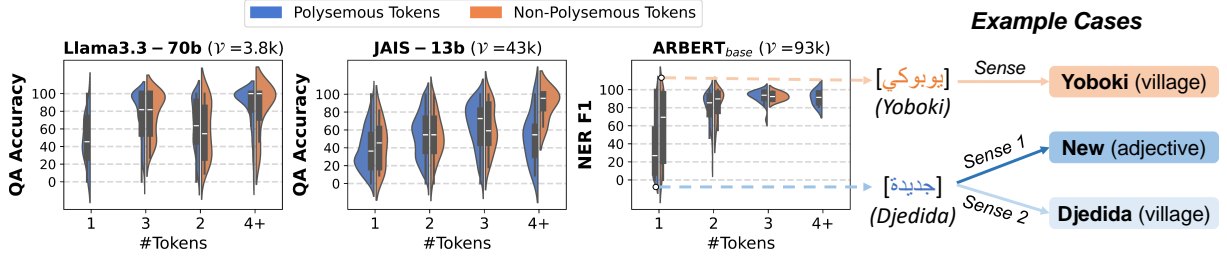 Polysemous Tokens
Non-Polysemous Tokens
Example Cases
Llama3.3 − 70b (𝒱 =3.8k)
QA Accuracy
100
80
60
40
20
0
1
3
2
4+
#Tokens
JAIS − 13b (𝒱 =43k)
QA Accuracy
100
80
60
40
20
0
1
2
3
4+
#Tokens
ARBERTbase (𝒱 =93k)
NER F1
100
80
60
40
20
0
1
2
3
4+
#Tokens
[يوبوكي]
(Yoboki)
Sense
Yoboki (village)
[جديدة]
(Djedida)
Sense 1
New (adjective)
Sense 2
Djedida (village)